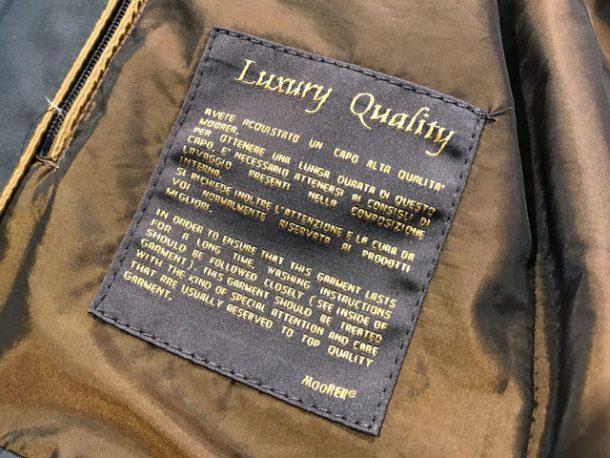 Luxury Quality
AVETE ACQUISTATO UN CAPO ALTA QUALITA'
MOORER.
PER OTTENERE UNA LUNGA DURATA DI QUESTO
CAPO, E' NECESSARIO ATTENERSI AI CONSIGLI DI
LAVAGGIO PRESENTI NELLA COMPOSIZIONE
INTERNA.
SI RICHIEDE INOLTRE L'ATTENZIONE E LA CURA DA
VOI NORMALMENTE RISERVATA AI PRODOTTI
MIGLIORI.
IN ORDER TO ENSURE THAT THIS GARMENT LASTS
FOR A LONG TIME WASHING INSTRUCTIONS
SHOULD BE FOLLOWED CLOSELY (SEE INSIDE OF
GARMENT). THIS GARMENT SHOULD BE TREATED
WITH THE KIND OF SPECIAL ATTENTION AND CARE
THAT ARE USUALLY RESERVED TO TOP QUALITY
GARMENT.
MOORER®